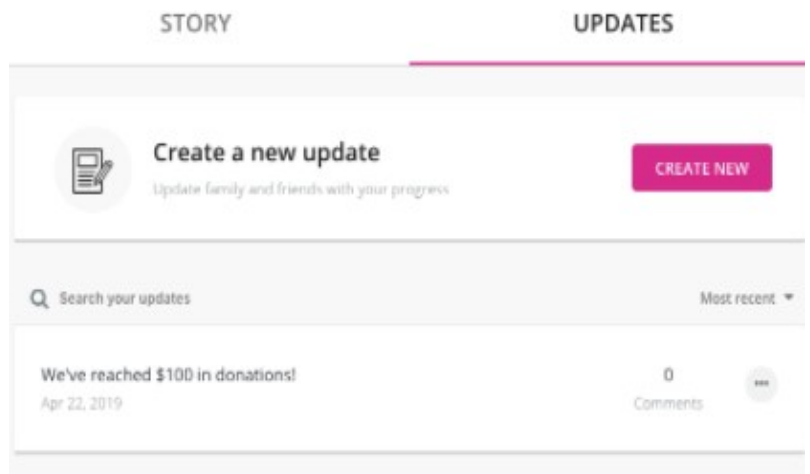 STORY
UPDATES
Create a new update
Update family and friends with your progress
CREATE NEW
Search your updates
Most recent
We've reached $100 in donations!
Apr 22, 2019
0
Comments